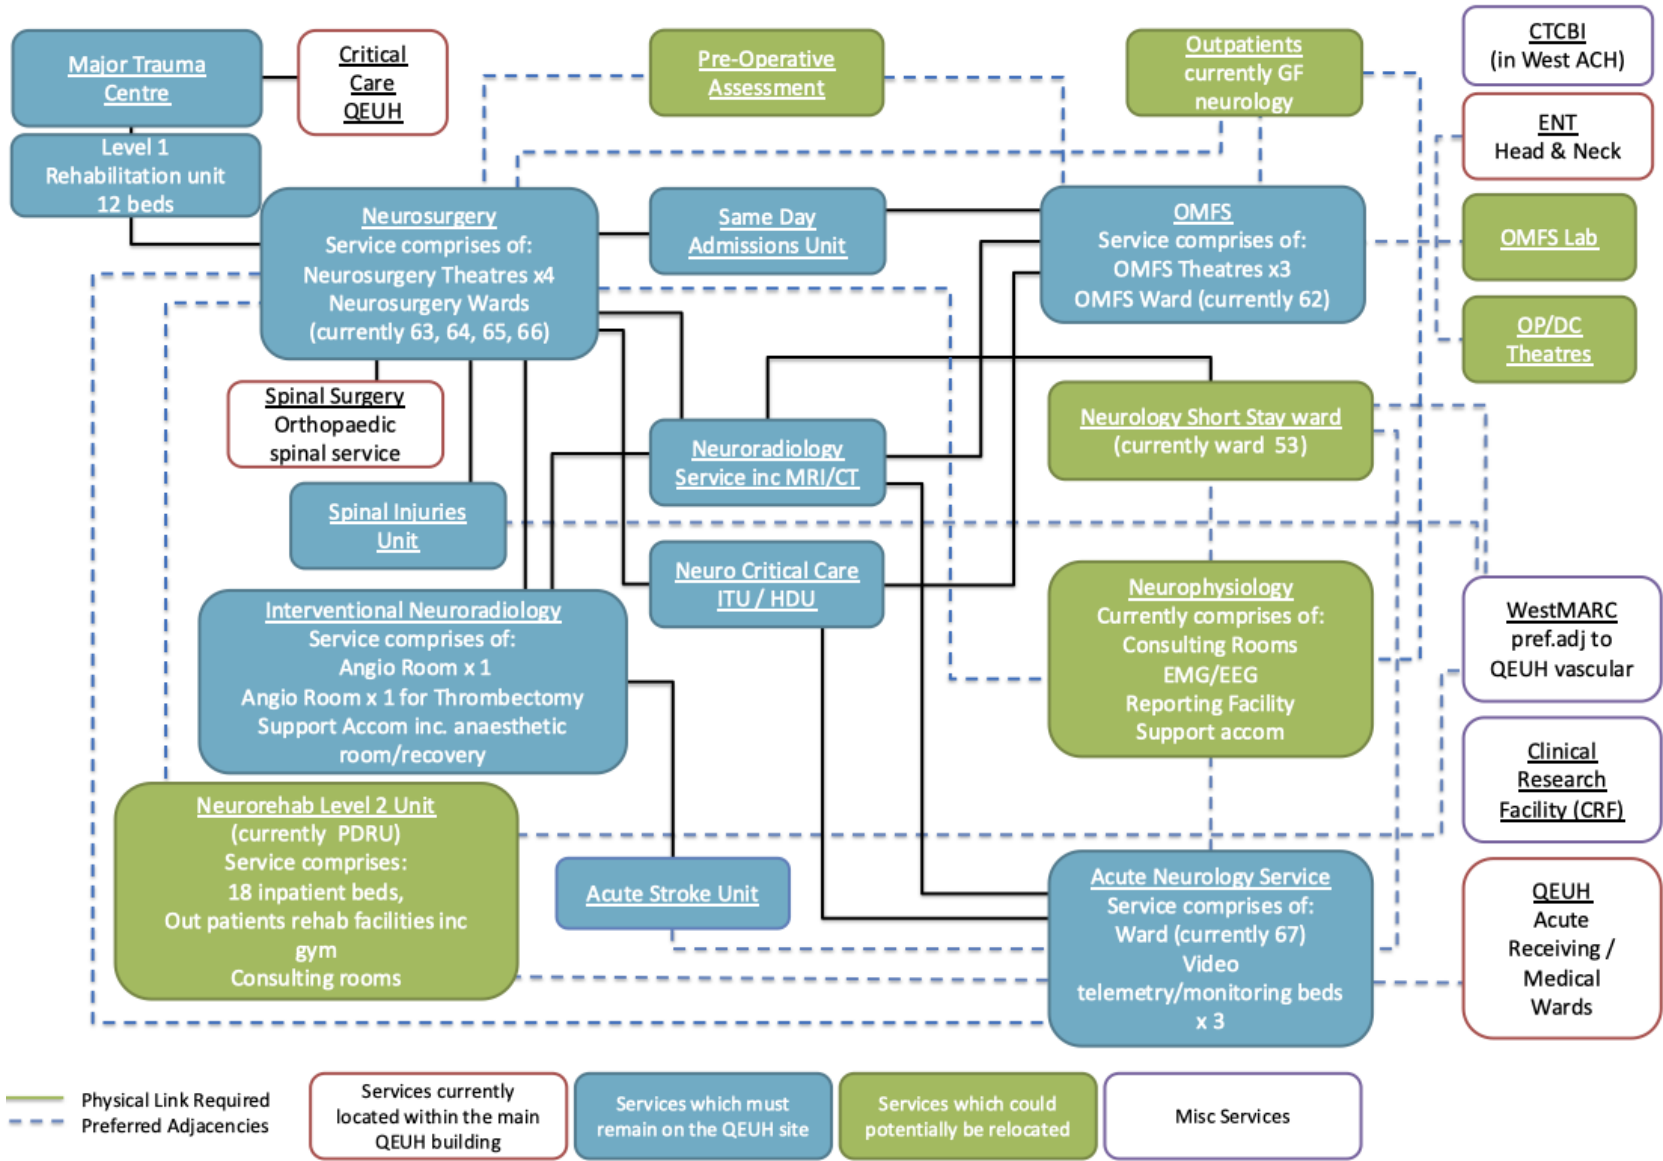 Major Trauma
Centre
Critical
Care
QEUH
Pre-Operative
Assessment
Outpatients
currently GF
neurology
CTCBI
(in West ACH)
ENT
Head & Neck
Level 1
Rehabilitation unit
12 beds
Neurosurgery
Service comprises of:
Neurosurgery Theatres x4
Neurosurgery Wards
(currently 63, 64, 65, 66)
Same Day
Admissions Unit
OMFS
Service comprises of:
OMFS Theatres x3
OMFS Ward (currently 62)
OMFS Lab
OP/DC
Theatres
Spinal Surgery
Orthopaedic
spinal service
Neuroradiology
Service inc MRI/CT
Neurology Short Stay ward
(currently ward 53)
Spinal Injuries
Unit
Neuro Critical Care
ITU / HDU
Neurophysiology
Currently comprises of:
Consulting Rooms
EMG/EEG
Reporting Facility
Support accom
WestMARC
pref.adj to
QEUH vascular
Interventional Neuroradiology
Service comprises of:
Angio Room x 1
Angio Room x 1 for Thrombectomy
Support Accom inc. anaesthetic
room/recovery
Clinical
Research
Facility (CRF)
Neurorehab Level 2 Unit
(currently PDRU)
Service comprises:
18 inpatient beds,
Out patients rehab facilities inc
gym
Consulting rooms
Acute Stroke Unit
Acute Neurology Service
Service comprises of:
Ward (currently 67)
Video
telemetry/monitoring beds
x 3
QEUH
Acute
Receiving /
Medical
Wards
Physical Link Required
Preferred Adjacencies
Services currently
located within the main
QEUH building
Services which must
remain on the QEUH site
Services which could
potentially be relocated
Misc Services